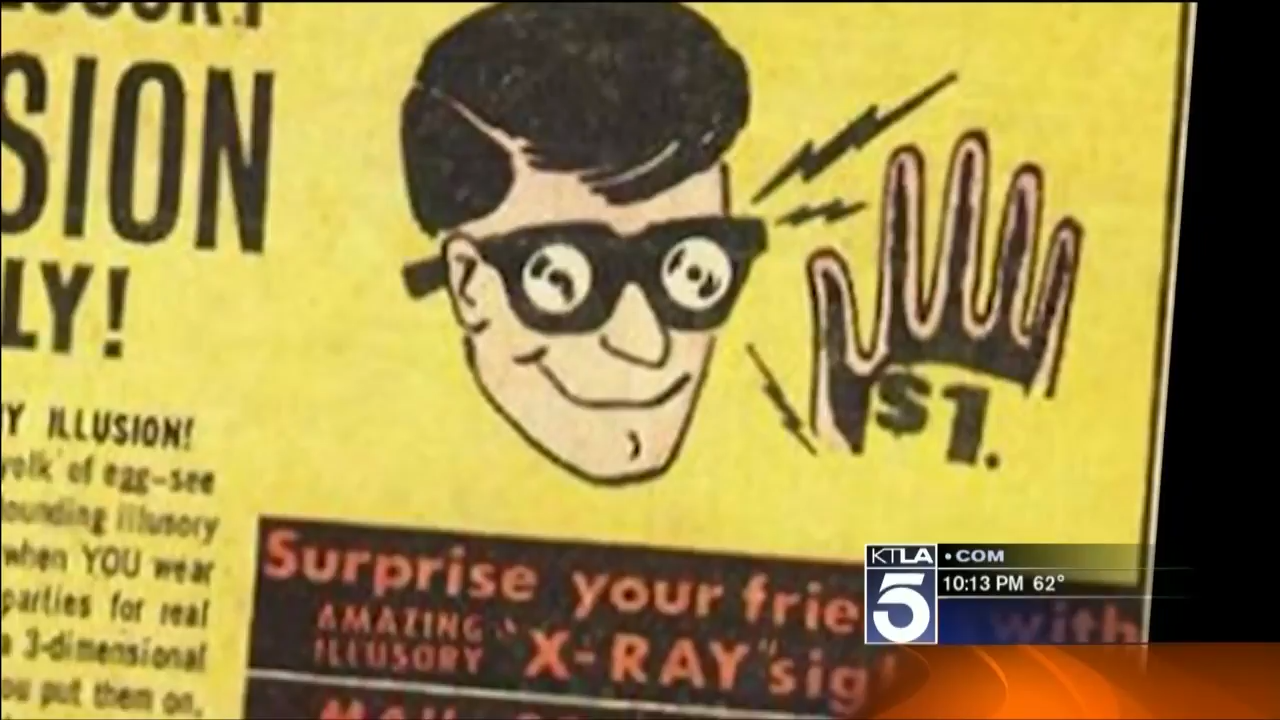 SION
LY!
$1.
Y ILLUSION!
yolk of egg-see
ounding illusory
when YOU wear
parties for real
a 3-dimensional
ou put them on,
Surprise your frie with
AMAZING
ILLUSORY
"X-RAY" sig
KTLA
5
.COM
10:13 PM 62°